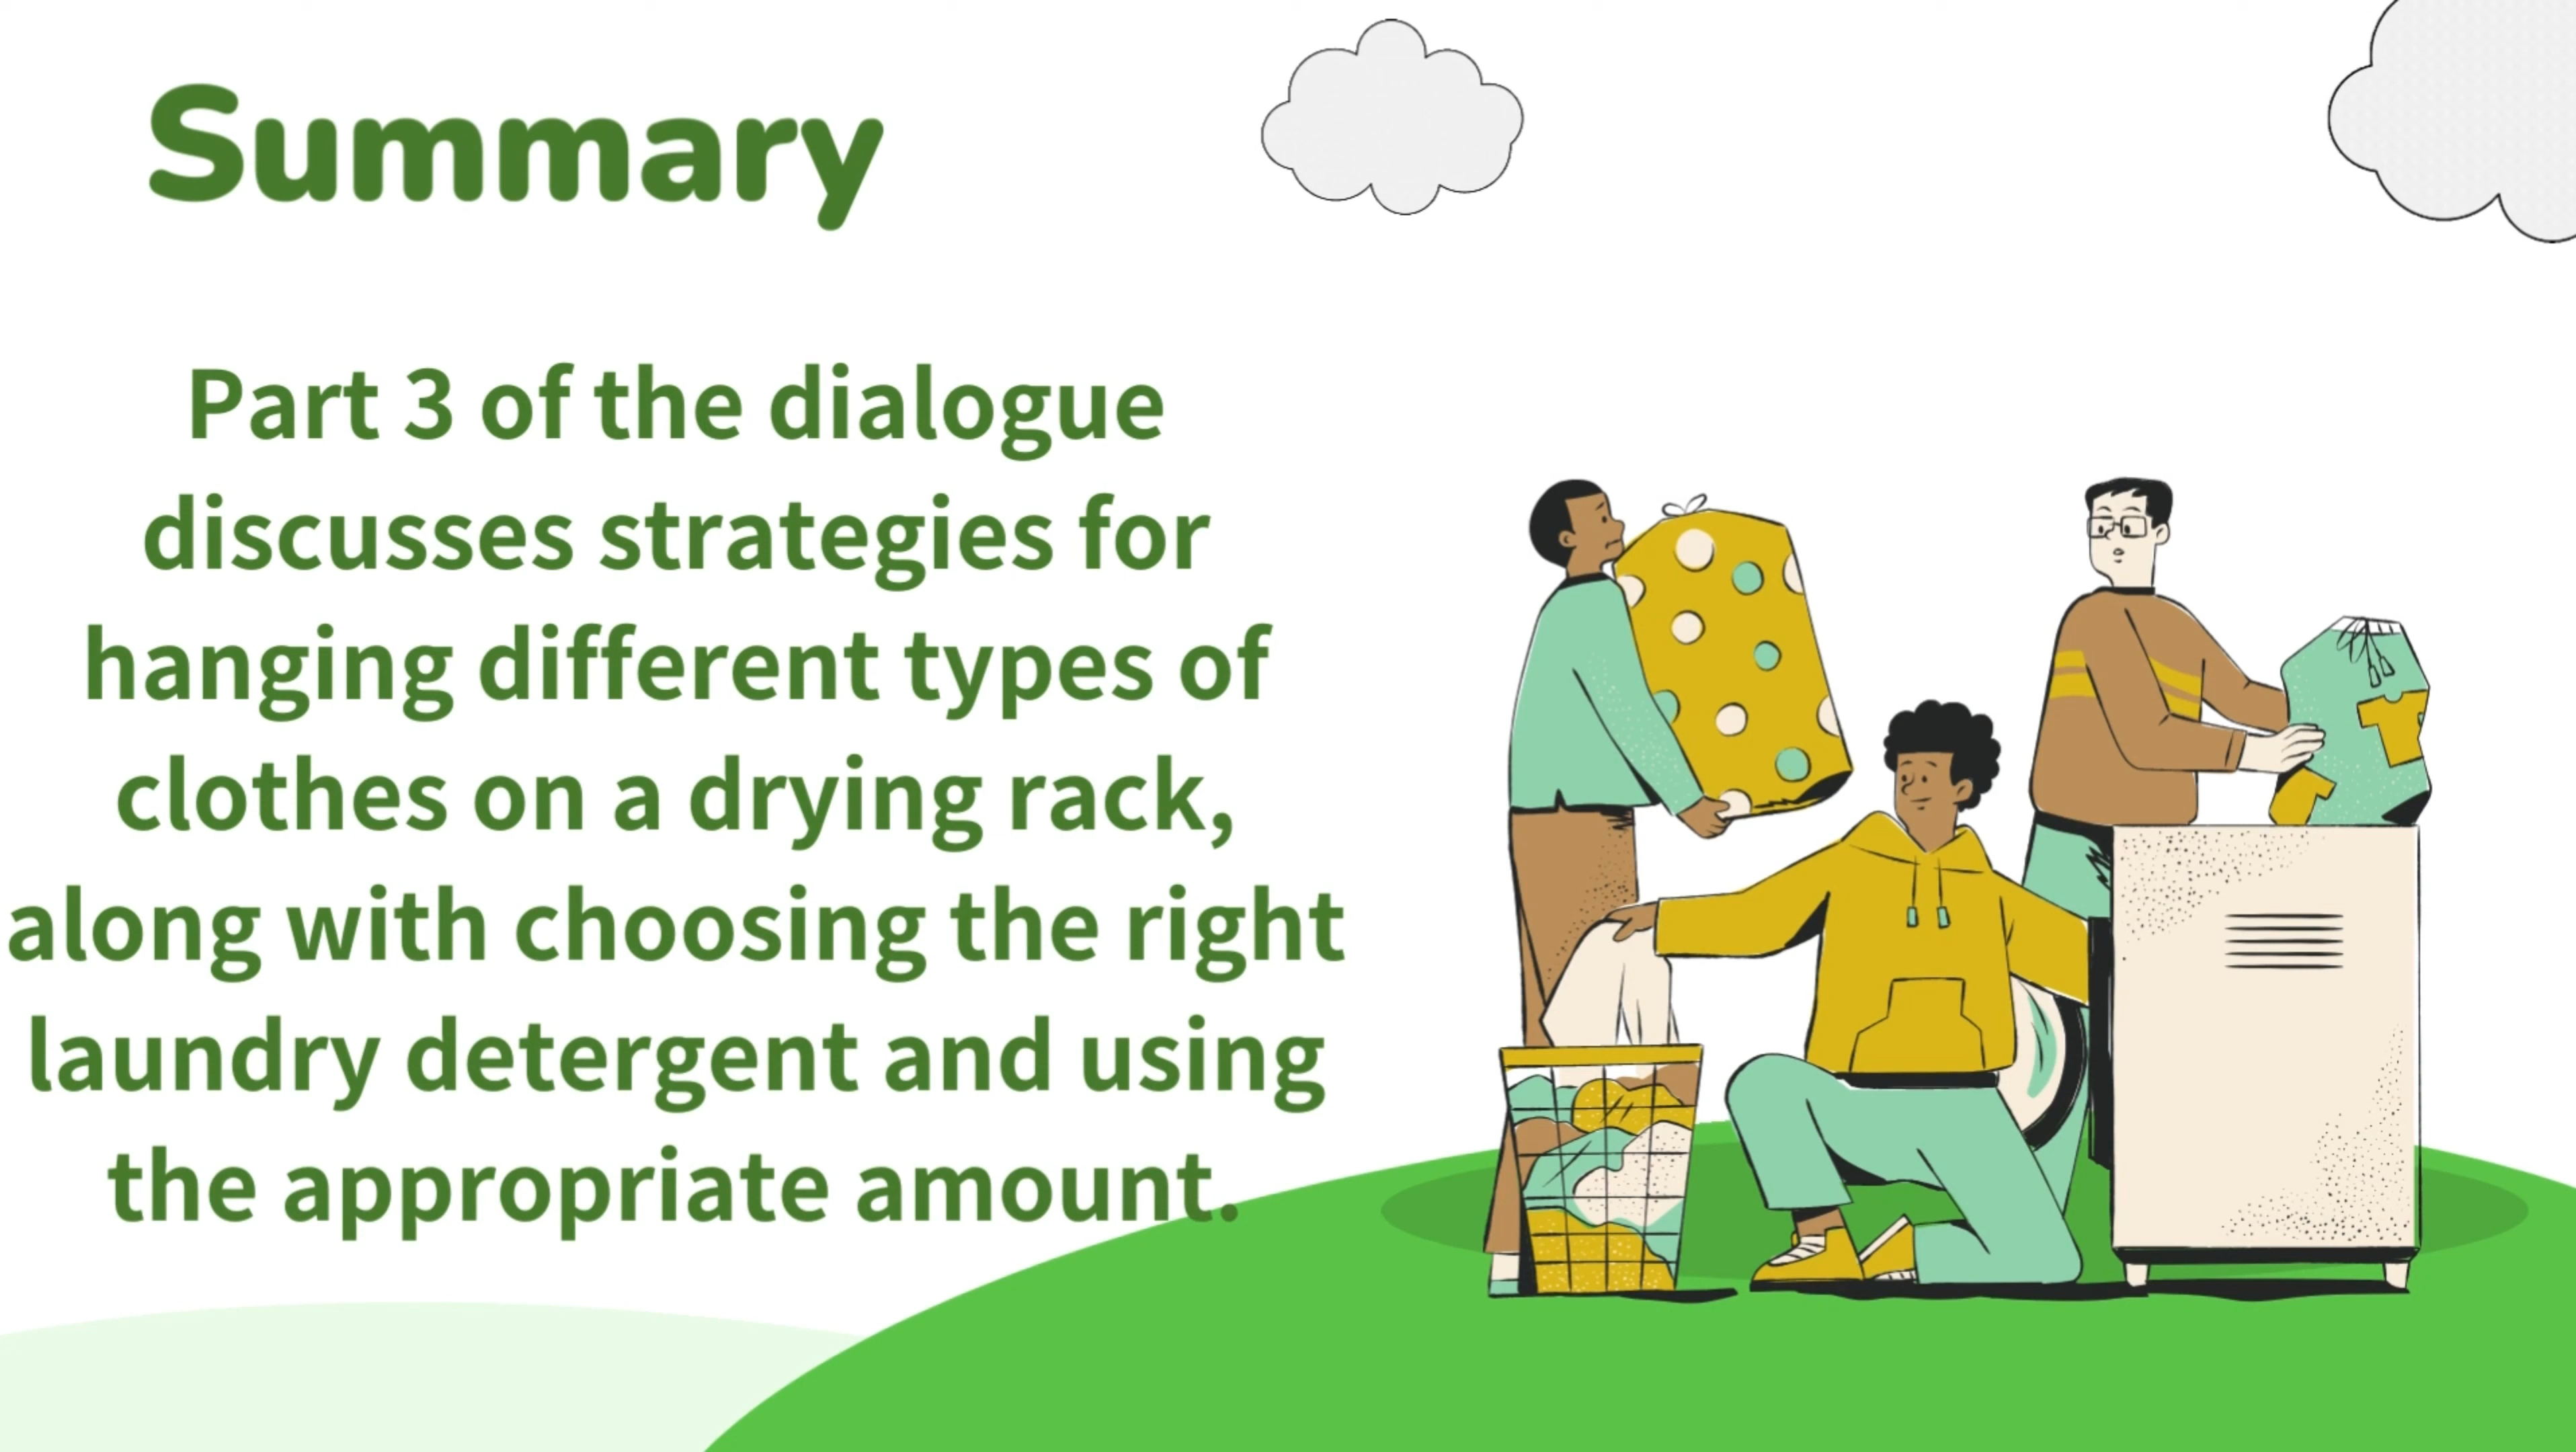 Summary
Part 3 of the dialogue
discusses strategies for
hanging different types of
clothes on a drying rack,
along with choosing the right
laundry detergent and using
the appropriate amount.